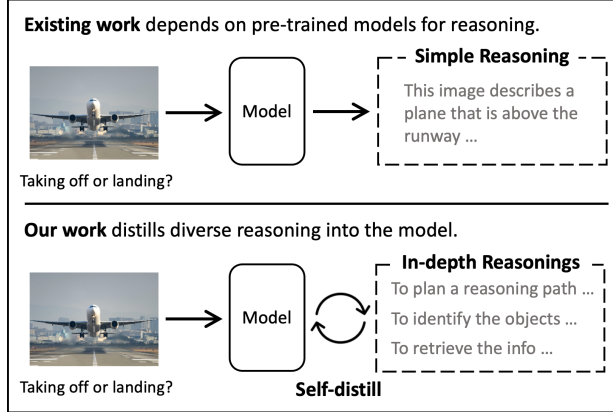 Existing work depends on pre-trained models for reasoning.
Simple Reasoning
Model
This image describes a
plane that is above the
runway ...
Taking off or landing?
Our work distills diverse reasoning into the model.
In-depth Reasonings
Model
To plan a reasoning path ...
To identify the objects ...
To retrieve the info ...
Taking off or landing?
Self-distill